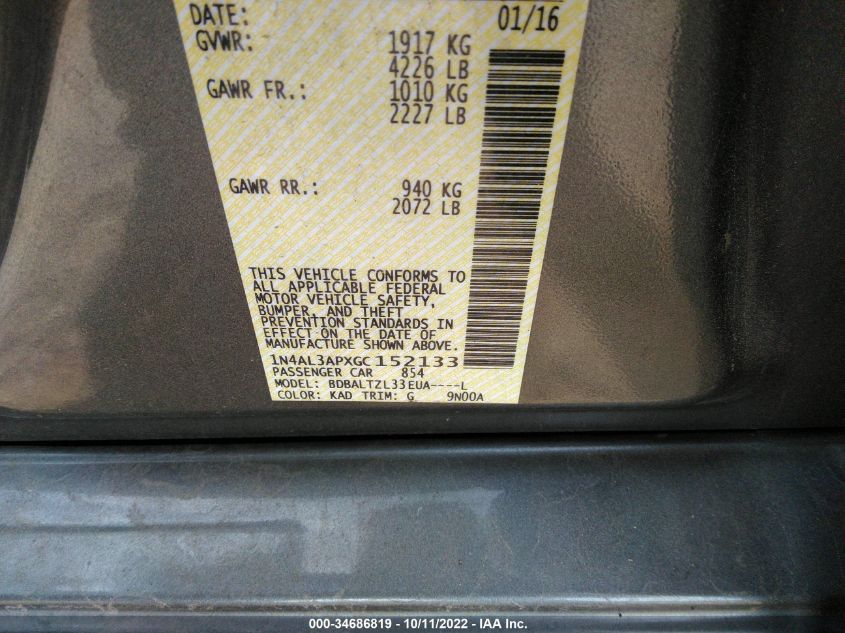 DATE: 01/16
GVWR: 1917 KG
4226 LB
GAWR FR.: 1010 KG
2227 LB
GAWR RR.: 940 KG
2072 LB
THIS VEHICLE CONFORMS TO
ALL APPLICABLE FEDERAL
MOTOR VEHICLE SAFETY,
BUMPER, AND THEFT
PREVENTION STANDARDS IN
EFFECT ON THE DATE OF
MANUFACTURE SHOWN ABOVE.
1N4AL3APXGC152133
PASSENGER CAR 854
MODEL: BDBALTZL33EUA----L
COLOR: KAD TRIM: G 9N00A
000-34686819 - 10/11/2022 - IAA Inc.